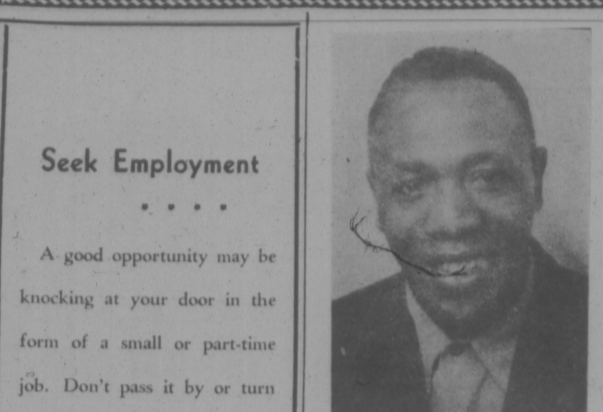 Seek Employment
A good opportunity may be
knocking at your door in the
form of a small or part-time
job. Don't pass it by or turn